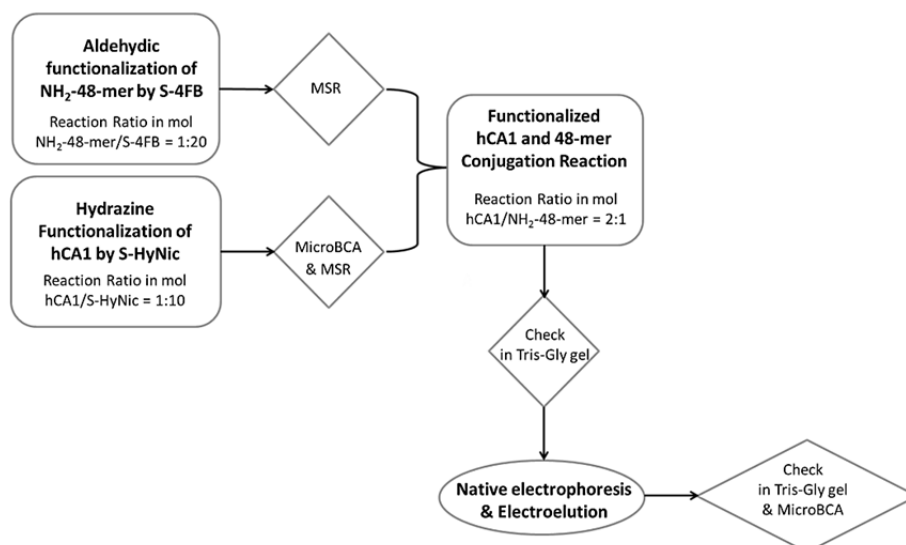 Aldehydic
functionalization of
NH₂-48-mer by S-4FB
Reaction Ratio in mol
NH₂-48-mer/S-4FB = 1:20
MSR
Hydrazine
Functionalization of
hCA1 by S-HyNic
Reaction Ratio in mol
hCA1/S-HyNic = 1:10
MicroBCA
& MSR
Functionalized
hCA1 and 48-mer
Conjugation Reaction
Reaction Ratio in mol
hCA1/NH₂-48-mer = 2:1
Check
in Tris-Gly gel
Native electrophoresis
& Electroelution
Check
in Tris-Gly gel
& MicroBCA